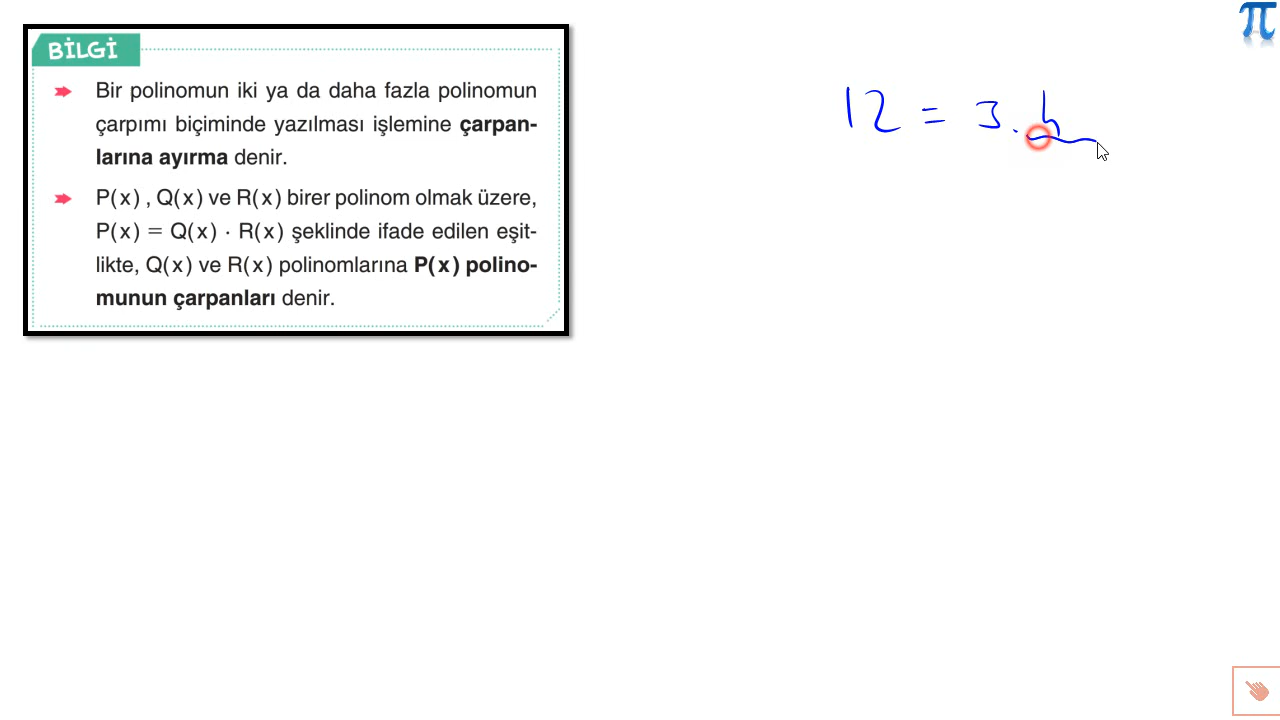 BİLGİ
Bir polinomun iki ya da daha fazla polinomun
çarpımı biçiminde yazılması işlemine çarpan-
larına ayırma denir.
P(x) , Q(x) ve R(x) birer polinom olmak üzere,
P(x) = Q(x) · R(x) şeklinde ifade edilen eşit-
likte, Q(x) ve R(x) polinomlarına P(x) polino-
munun çarpanları denir.
12 = 3.4
π